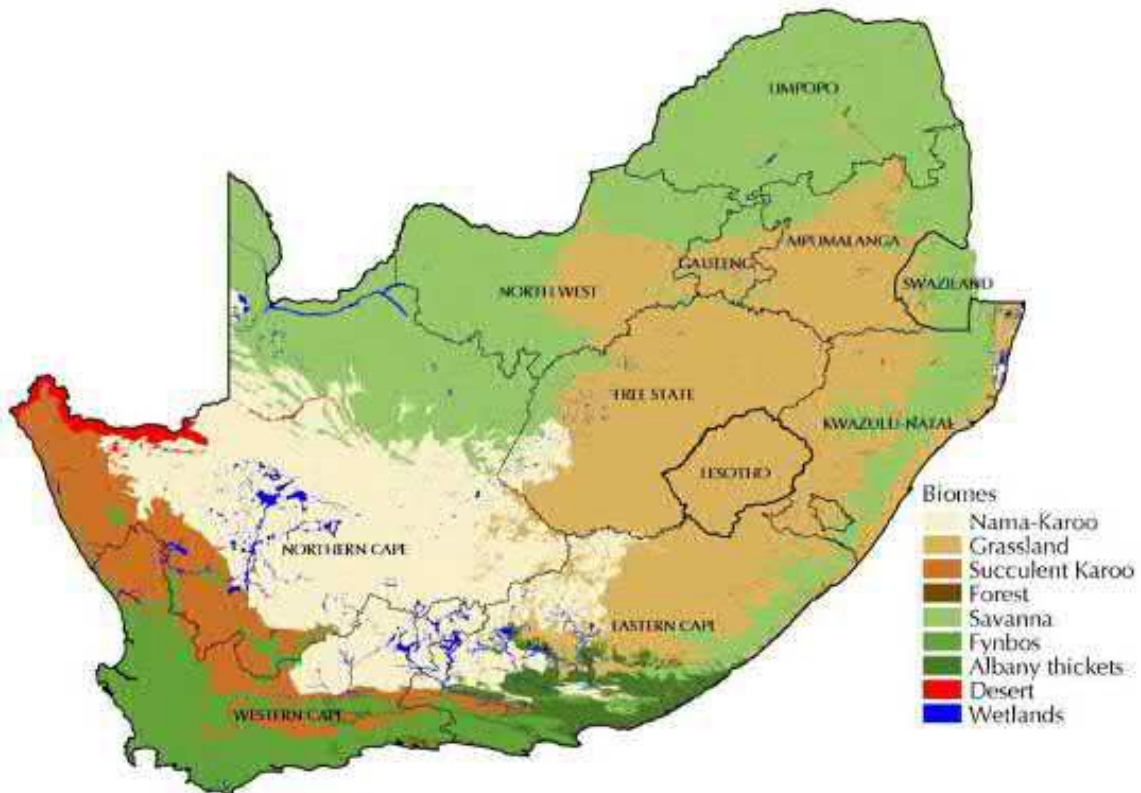 LIMPOPO
MPUMALANGA
GAUTENG
NORTH WEST
SWAZILAND
FREE STATE
KWAZULU-NATAL
LESOTHO
NORTHERN CAPE
EASTERN CAPE
WESTERN CAPE
Biomes
Nama-Karoo
Grassland
Succulent Karoo
Forest
Savanna
Fynbos
Albany thickets
Desert
Wetlands